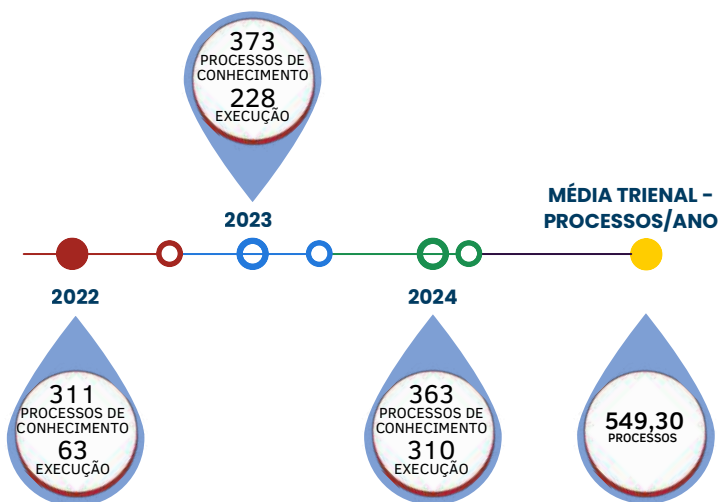 373
PROCESSOS DE
CONHECIMENTO
228
EXECUÇÃO
2023
MÉDIA TRIENAL -
PROCESSOS/ANO
2022
2024
311
PROCESSOS DE
CONHECIMENTO
63
EXECUÇÃO
363
PROCESSOS DE
CONHECIMENTO
310
EXECUÇÃO
549,30
PROCESSOS